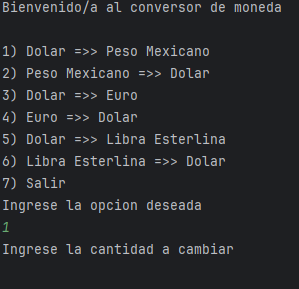 Bienvenido/a al conversor de moneda
1) Dolar =>> Peso Mexicano
2) Peso Mexicano =>> Dolar
3) Dolar =>> Euro
4) Euro =>> Dolar
5) Dolar =>> Libra Esterlina
6) Libra Esterlina =>> Dolar
7) Salir
Ingrese la opcion deseada
1
Ingrese la cantidad a cambiar